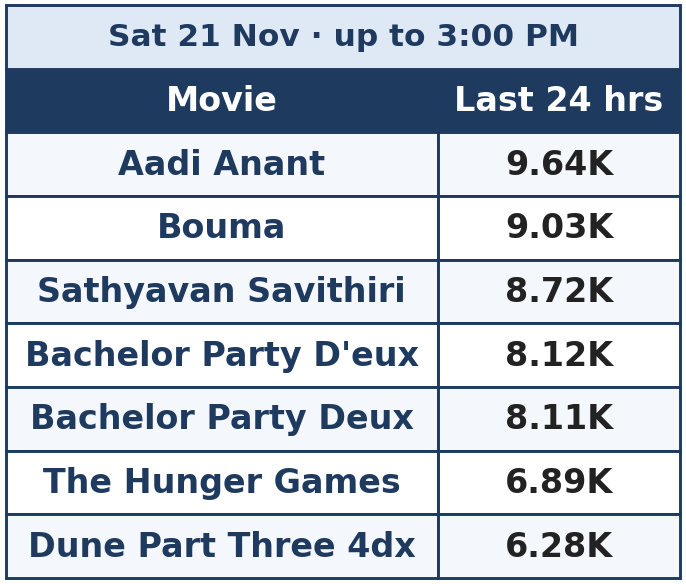 Sat 21 Nov · up to 3:00 PM
Movie Last 24 hrs
Aadi Anant 9.64K
Bouma 9.03K
Sathyavan Savithiri 8.72K
Bachelor Party D'eux 8.12K
Bachelor Party Deux 8.11K
The Hunger Games 6.89K
Dune Part Three 4dx 6.28K